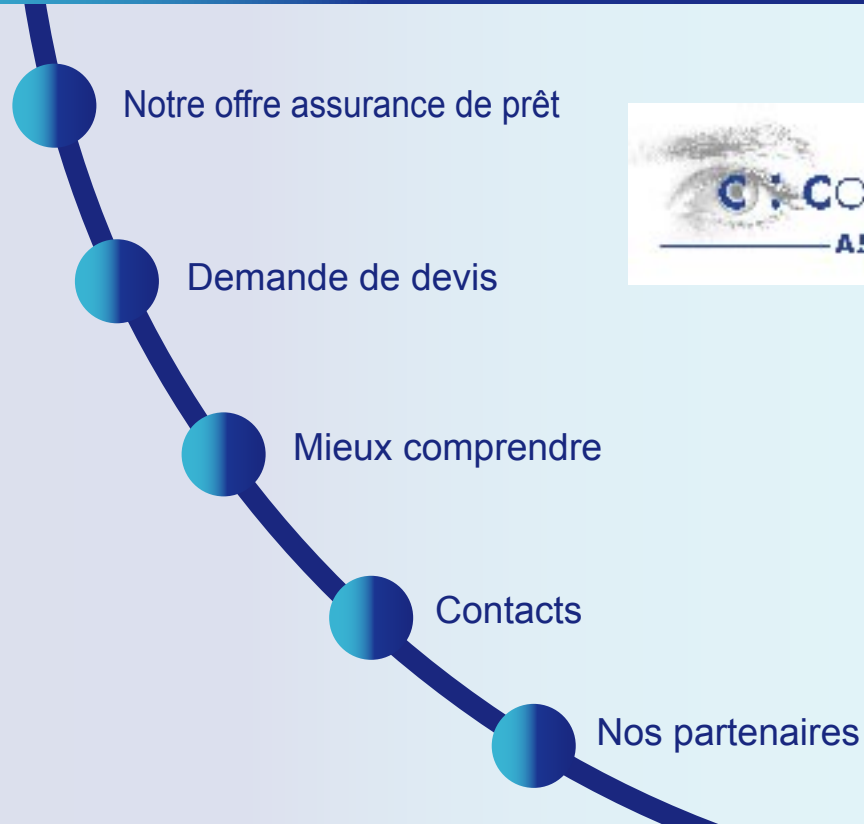 Notre offre assurance de prêt
Demande de devis
Mieux comprendre
Contacts
Nos partenaires